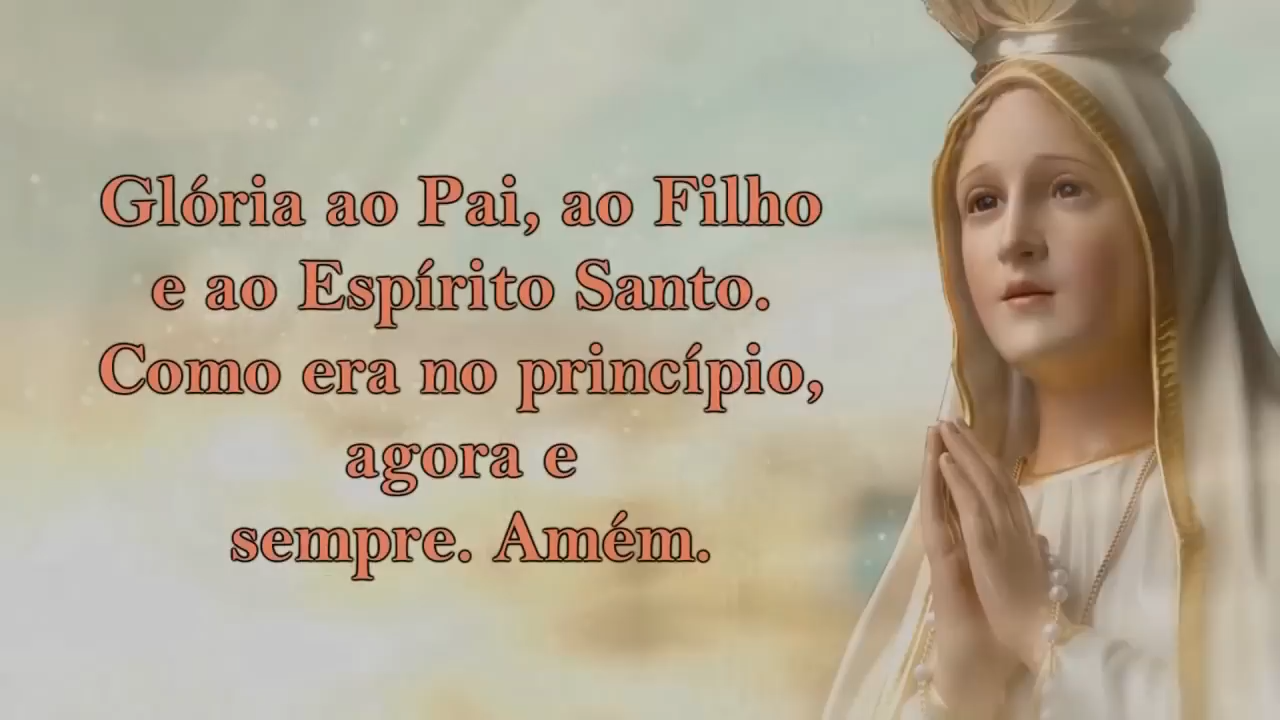 Glória ao Pai, ao Filho
e ao Espírito Santo.
Como era no princípio,
agora e
sempre. Amém.